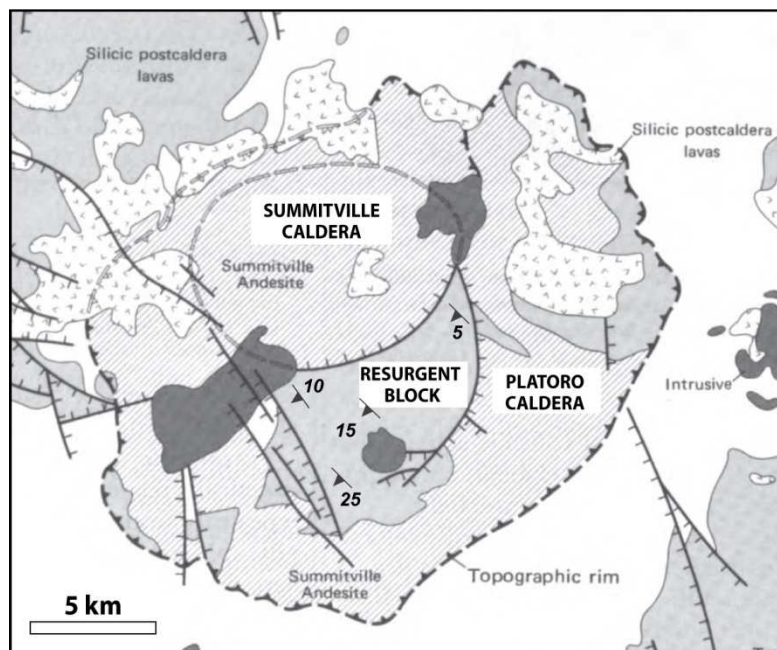 Silicic postcaldera
lavas
Silicic postcaldera
lavas
SUMMITVILLE
CALDERA
Summitville
Andesite
5
10
RESURGENT
BLOCK
PLATORO
CALDERA
Intrusive
15
25
Summitville
Andesite
Topographic rim
5 km